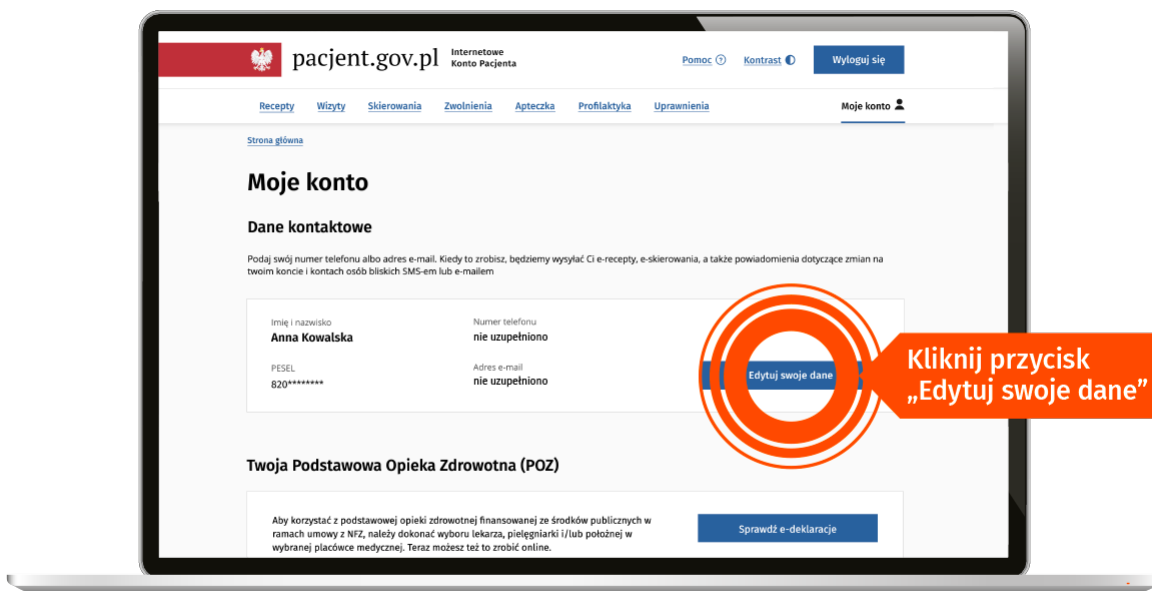 pacjent.gov.pl
Internetowe
Konto Pacjenta
Pomoc
Kontrast
Wyloguj się
Recepty Wizyty Skierowania Zwolnienia Apteczka Profilaktyka Uprawnienia Moje konto
Strona główna
Moje konto
Dane kontaktowe
Podaj swój numer telefonu albo adres e-mail. Kiedy to zrobisz, będziemy wysyłać Ci e-recepty, e-skierowania, a także powiadomienia dotyczące zmian na
twoim koncie i kontach osób bliskich SMS-em lub e-mailem
Imię i nazwisko
Anna Kowalska
Numer telefonu
nie uzupełniono
PESEL
820********
Adres e-mail
nie uzupełniono
Edytuj swoje dane
Kliknij przycisk
„Edytuj swoje dane”
Twoja Podstawowa Opieka Zdrowotna (POZ)
Aby korzystać z podstawowej opieki zdrowotnej finansowanej ze środków publicznych w
ramach umowy z NFZ, należy dokonać wyboru lekarza, pielęgniarki i/lub położnej w
wybranej placówce medycznej. Teraz możesz też to zrobić online.
Sprawdź e-deklaracje